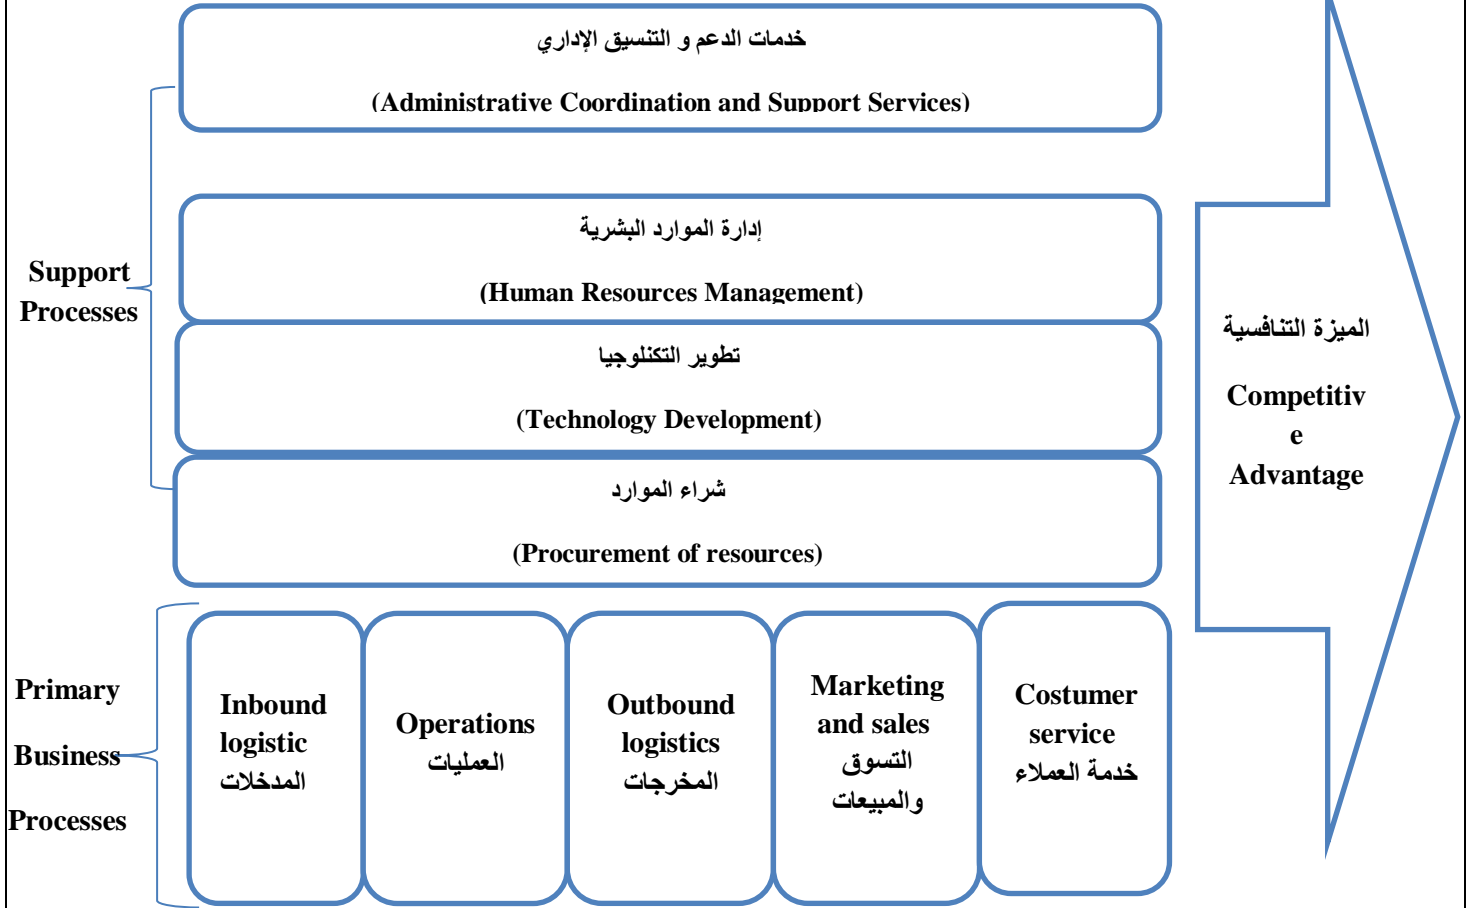 خدمات الدعم و التنسيق الإداري
(Administrative Coordination and Support Services)
Support
Processes
إدارة الموارد البشرية
(Human Resources Management)
تطوير التكنلوجيا
(Technology Development)
شراء الموارد
(Procurement of resources)
الميزة التنافسية
Competitiv
e
Advantage
Primary
Business
Processes
Inbound
logistic
المدخلات
Operations
العمليات
Outbound
logistics
المخرجات
Marketing
and sales
التسوق
والمبيعات
Costumer
service
خدمة العملاء